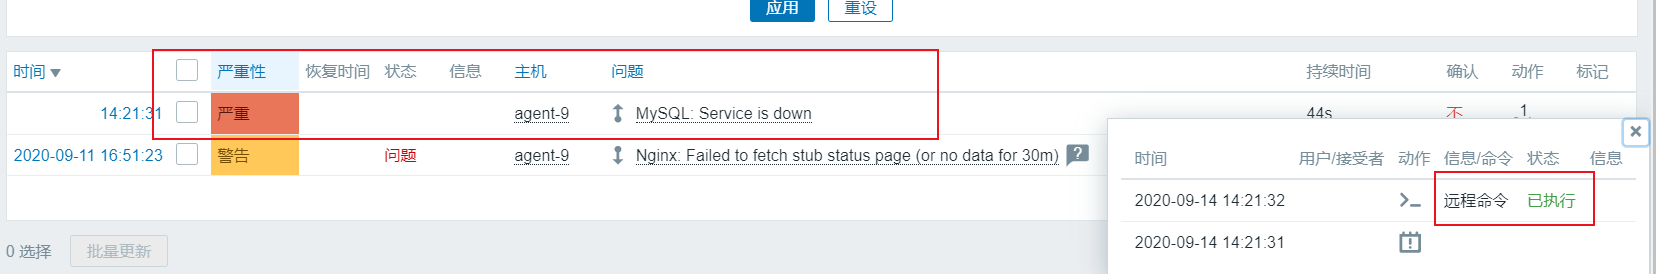 应用 重设
时间 严重性 恢复时间 状态 信息 主机 问题 持续时间 确认 动作 标记
14:21:31 严重 agent-9 MySQL: Service is down 44s 不 1
2020-09-11 16:51:23 警告 问题 agent-9 Nginx: Failed to fetch stub status page (or no data for 30m)
时间 用户/接受者 动作 信息/命令 状态 信息
2020-09-14 14:21:32 远程命令 已执行
2020-09-14 14:21:31
0 选择 批量更新